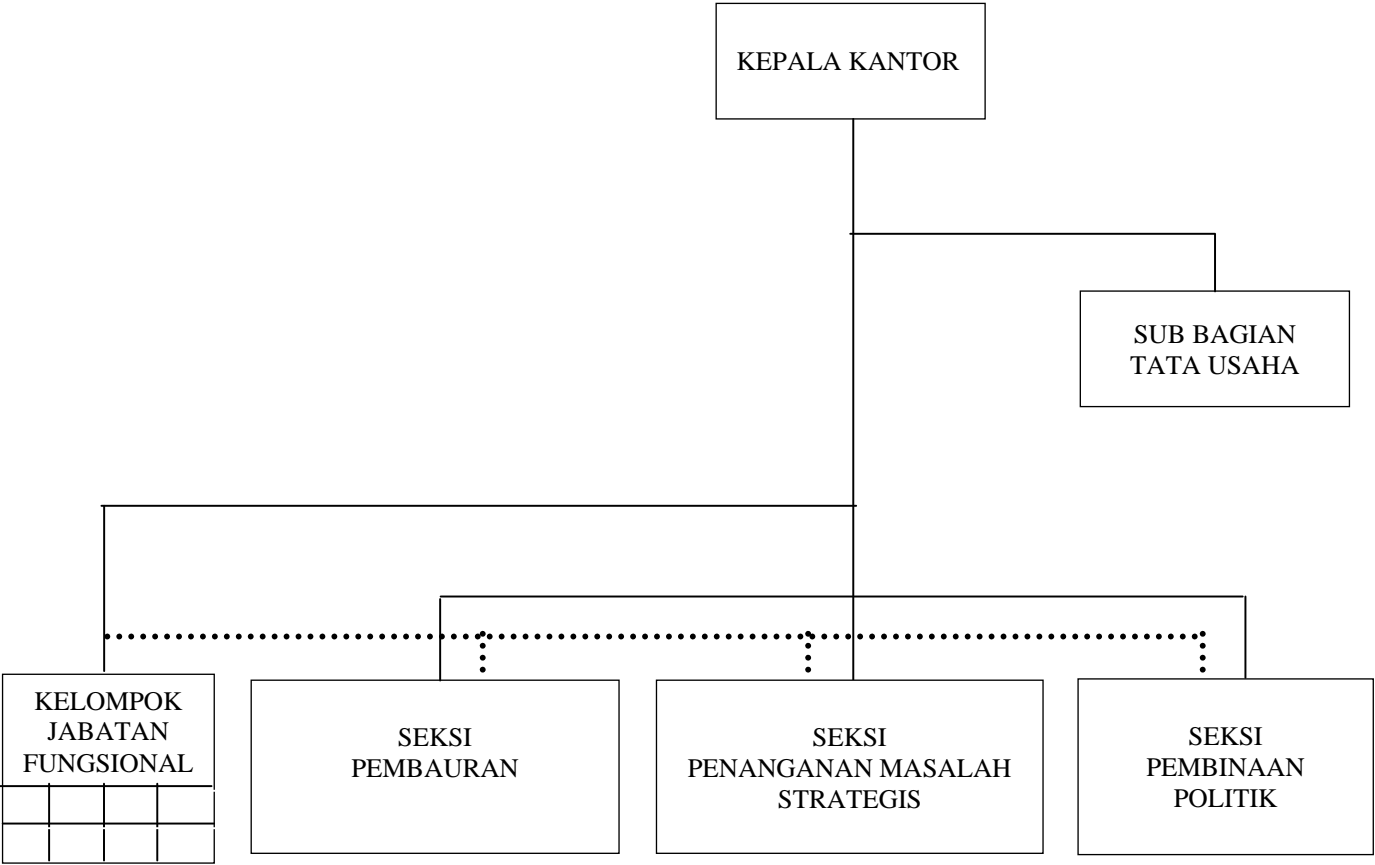 KEPALA KANTOR
SUB BAGIAN
TATA USAHA
KELOMPOK
JABATAN
FUNGSIONAL
SEKSI
PEMBAURAN
SEKSI
PENANGANAN MASALAH
STRATEGIS
SEKSI
PEMBINAAN
POLITIK